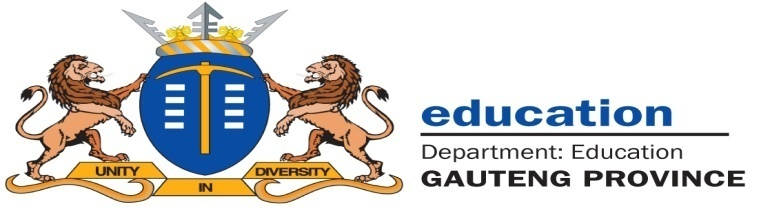 UNITY IN DIVERSITY
education
Department: Education
GAUTENG PROVINCE